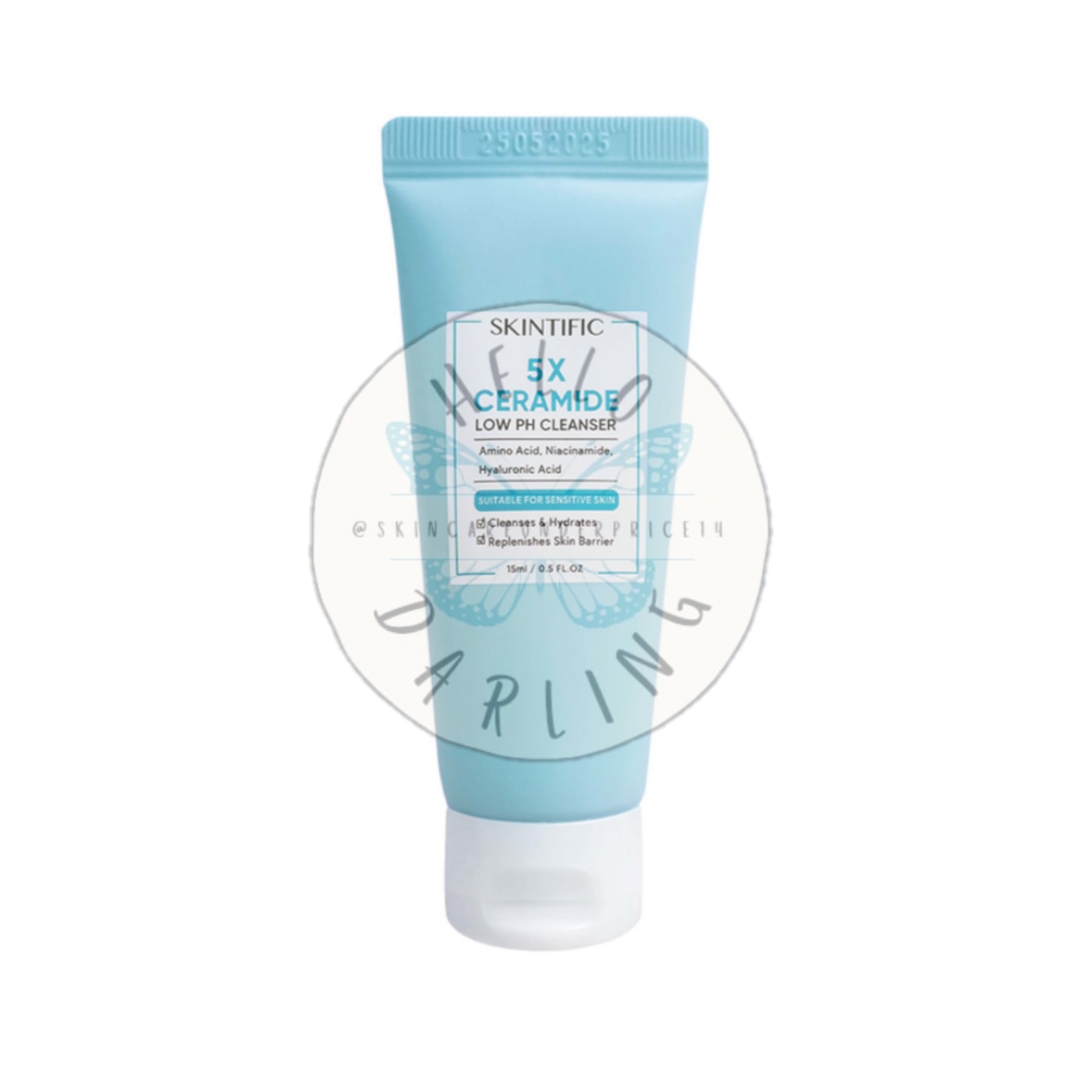 25052025
SKINTIFIC
5X
CERAMIDE
LOW PH CLEANSER
Amino Acid, Niacinamide,
Hyaluronic Acid
SUITABLE FOR SENSITIVE SKIN
☑ Cleanses & Hydrates
☑ Replenishes Skin Barrier
15ml / 0.5 FL.OZ
HELLO
@SKINCAREUNDERPRICE14
DARLING